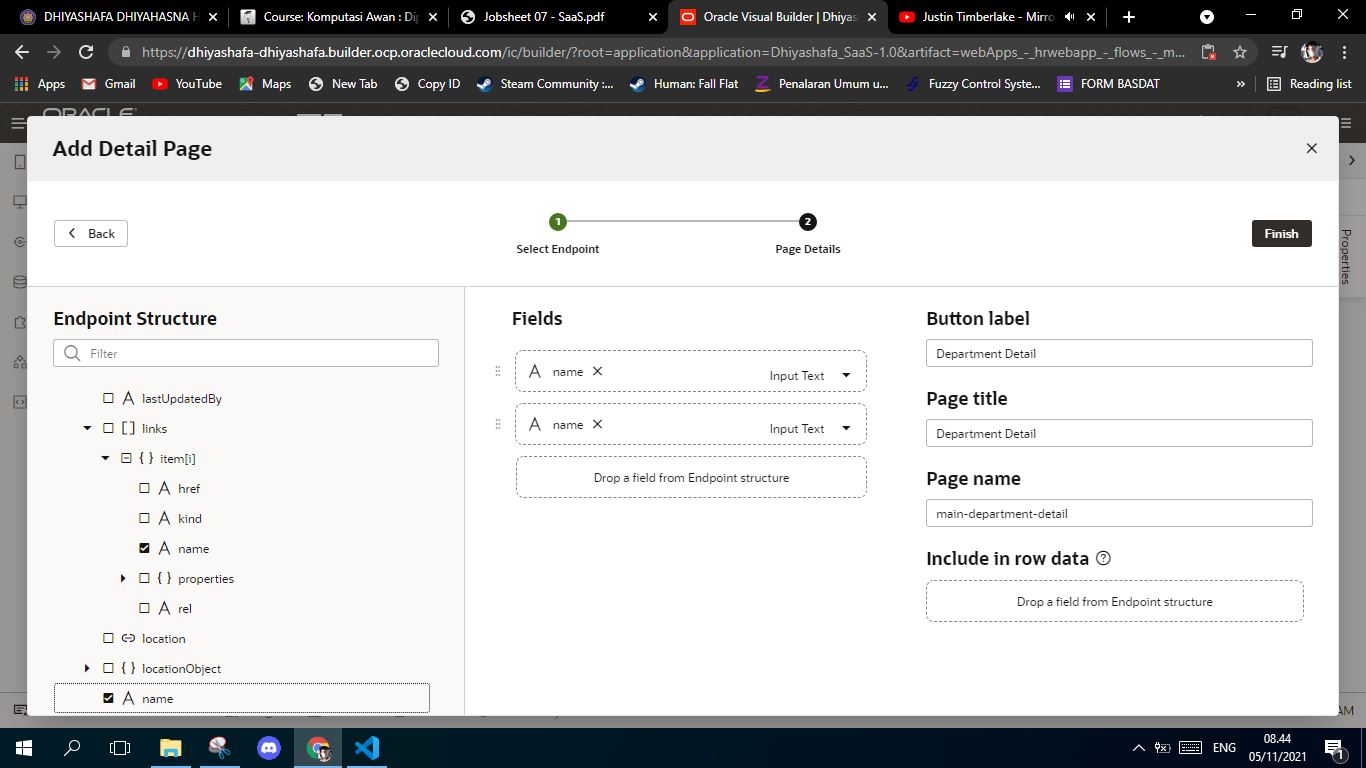 DHIYASHAFA DHIYAHASNA H
Course: Komputasi Awan : Dip
Jobsheet 07 - SaaS.pdf
Oracle Visual Builder | Dhiyash
Justin Timberlake - Mirro
https://dhiyashafa-dhiyashafa.builder.ocp.oraclecloud.com/ic/builder/?root=application&application=Dhiyashafa_SaaS-1.0&artifact=webApps_-_hrwebapp_-_flows_-_m...
Apps
Gmail
YouTube
Maps
New Tab
Copy ID
Steam Community :...
Human: Fall Flat
Penalaran Umum u...
Fuzzy Control Syste...
FORM BASDAT
»
Reading list
ORACLE
Add Detail Page
Back
1
2
Select Endpoint
Page Details
Finish
Properties
Endpoint Structure
Filter
lastUpdatedBy
links
item[i]
href
kind
name
properties
rel
location
locationObject
name
Fields
name
Input Text
name
Input Text
Drop a field from Endpoint structure
Button label
Department Detail
Page title
Department Detail
Page name
main-department-detail
Include in row data
Drop a field from Endpoint structure
AM
ENG
08.44
05/11/2021
1